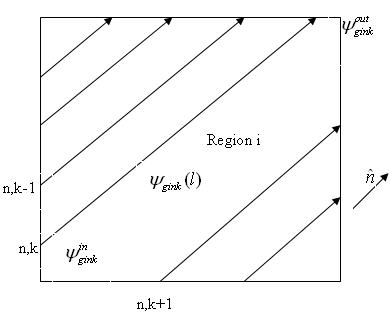 ψ_{gink}^{out}
Region i
n,k-1
ψ_{gink}(l)
n̂
n,k
ψ_{gink}^{in}
n,k+1